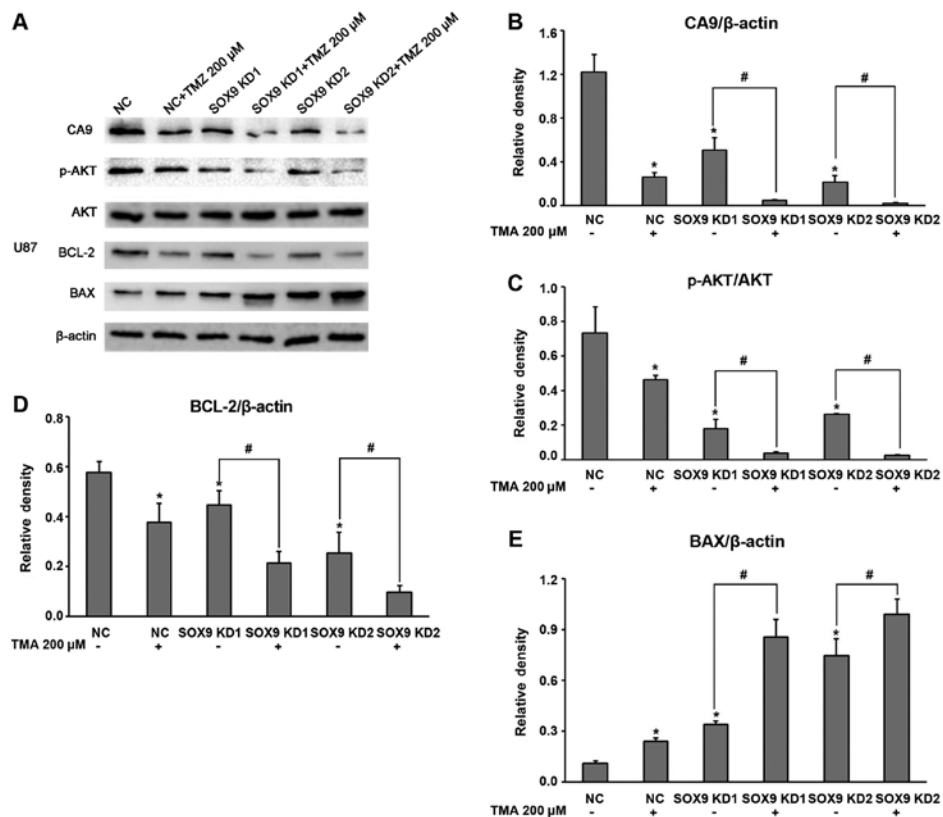 A
NC
NC+TMZ 200 µM
SOX9 KD1
SOX9 KD1+TMZ 200 µM
SOX9 KD2
SOX9 KD2+TMZ 200 µM
CA9
p-AKT
AKT
U87
BCL-2
BAX
β-actin
B
CA9/β-actin
Relative density
1.6
1.2
0.8
0.4
0.0
* * * # #
NC NC SOX9 KD1 SOX9 KD1 SOX9 KD2 SOX9 KD2
TMA 200 µM - + - + - +
C
p-AKT/AKT
Relative density
1.0
0.8
0.6
0.4
0.2
0.0
* * # * #
NC NC SOX9 KD1 SOX9 KD1 SOX9 KD2 SOX9 KD2
TMA 200 µM - + - + - +
D
BCL-2/β-actin
Relative density
0.8
0.6
0.4
0.2
0.0
* * # * #
NC NC SOX9 KD1 SOX9 KD1 SOX9 KD2 SOX9 KD2
TMA 200 µM - + - + - +
E
BAX/β-actin
Relative density
1.2
0.9
0.6
0.3
0.0
* * # * #
NC NC SOX9 KD1 SOX9 KD1 SOX9 KD2 SOX9 KD2
TMA 200 µM - + - + - +